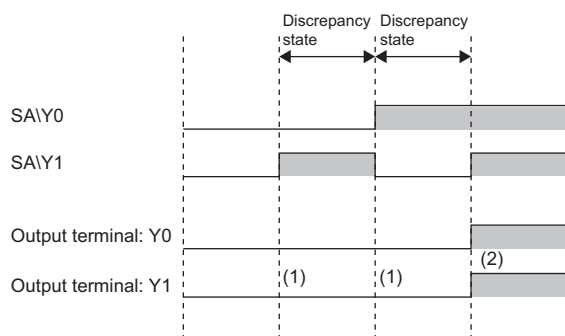 Discrepancy
state
Discrepancy
state
SA\Y0
SA\Y1
Output terminal: Y0
(2)
Output terminal: Y1
(1)
(1)